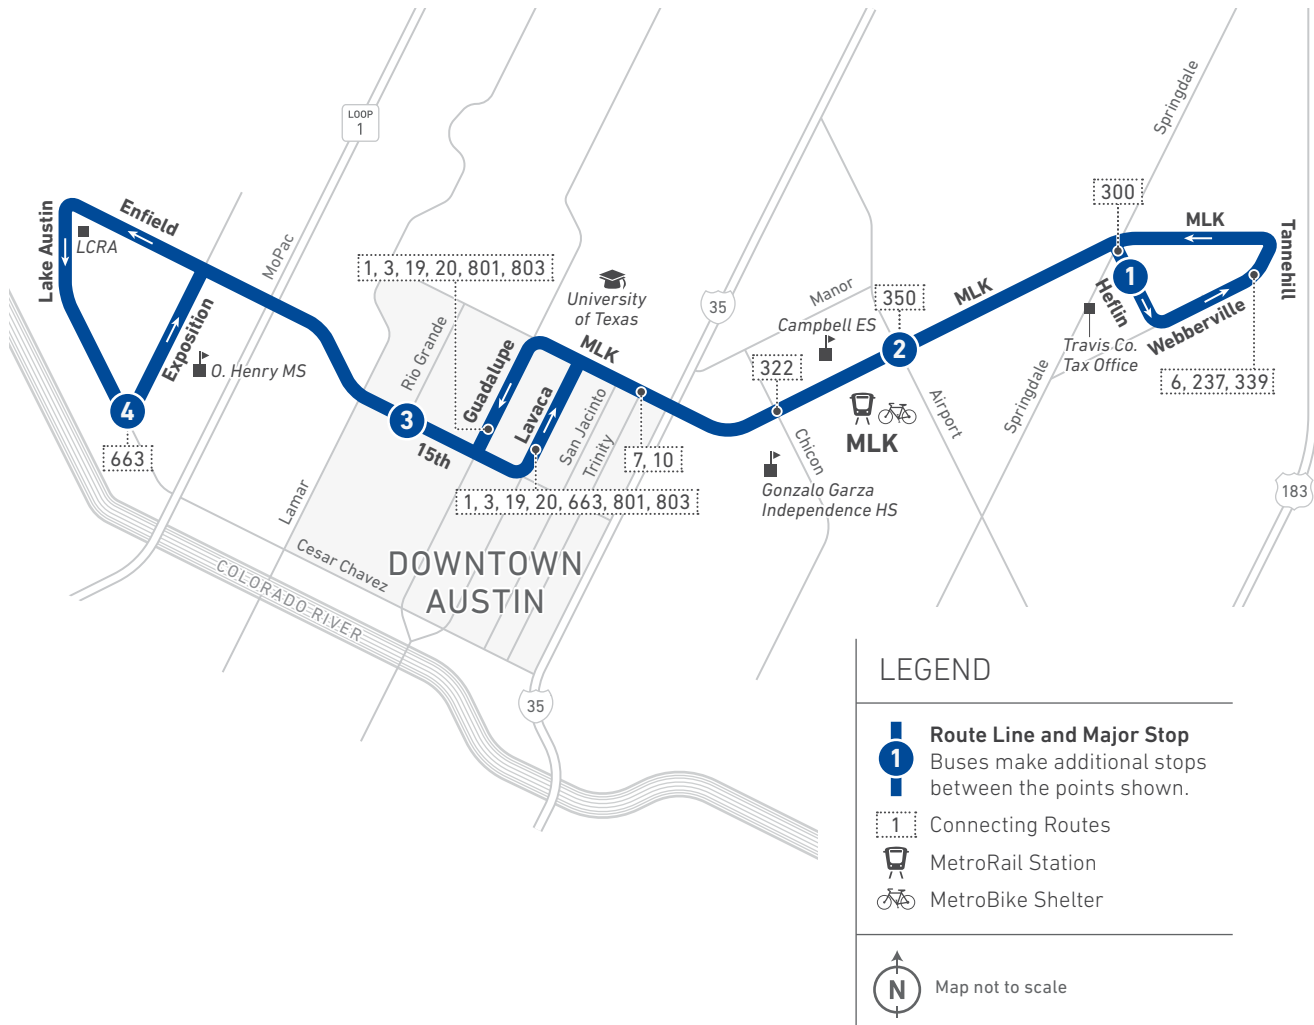 Springdale
LOOP
1
300
Lake Austin
Enfield
MLK
Tannehill
LCRA
MoPac
1, 3, 19, 20, 801, 803
University
of Texas
35
Manor
350
MLK
1
Heflin
Webberville
Campbell ES
Travis Co.
Tax Office
Exposition
O. Henry MS
Rio Grande
Guadalupe
MLK
2
322
6, 237, 339
4
3
Lavaca
San Jacinto
Trinity
Springdale
Airport
663
15th
7, 10
Chicon
MLK
1, 3, 19, 20, 663, 801, 803
Gonzalo Garza
Independence HS
183
Lamar
Cesar Chavez
DOWNTOWN
AUSTIN
COLORADO RIVER
35
LEGEND
Route Line and Major Stop
1
Buses make additional stops
between the points shown.
1
Connecting Routes
MetroRail Station
MetroBike Shelter
N
Map not to scale